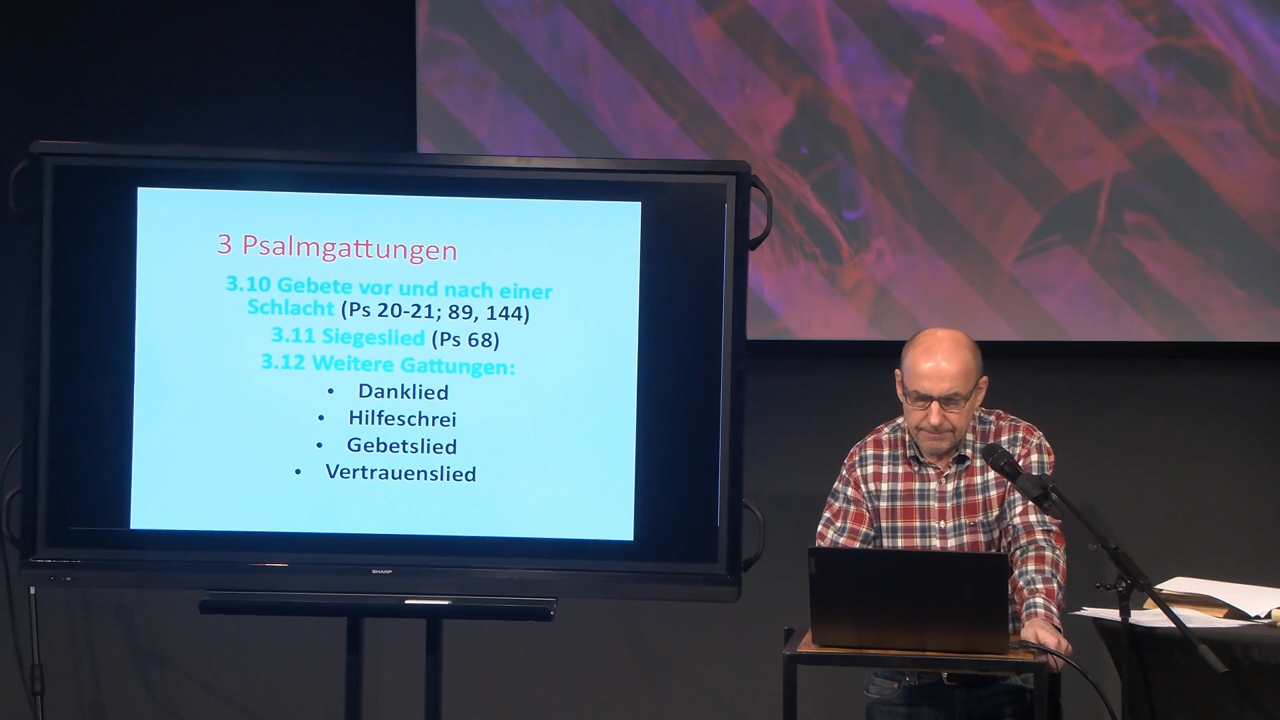 3 Psalmgattungen
3.10 Gebete vor und nach einer
Schlacht (Ps 20-21; 89, 144)
3.11 Siegeslied (Ps 68)
3.12 Weitere Gattungen:
• Danklied
• Hilfeschrei
• Gebetslied
• Vertrauenslied
SHARP